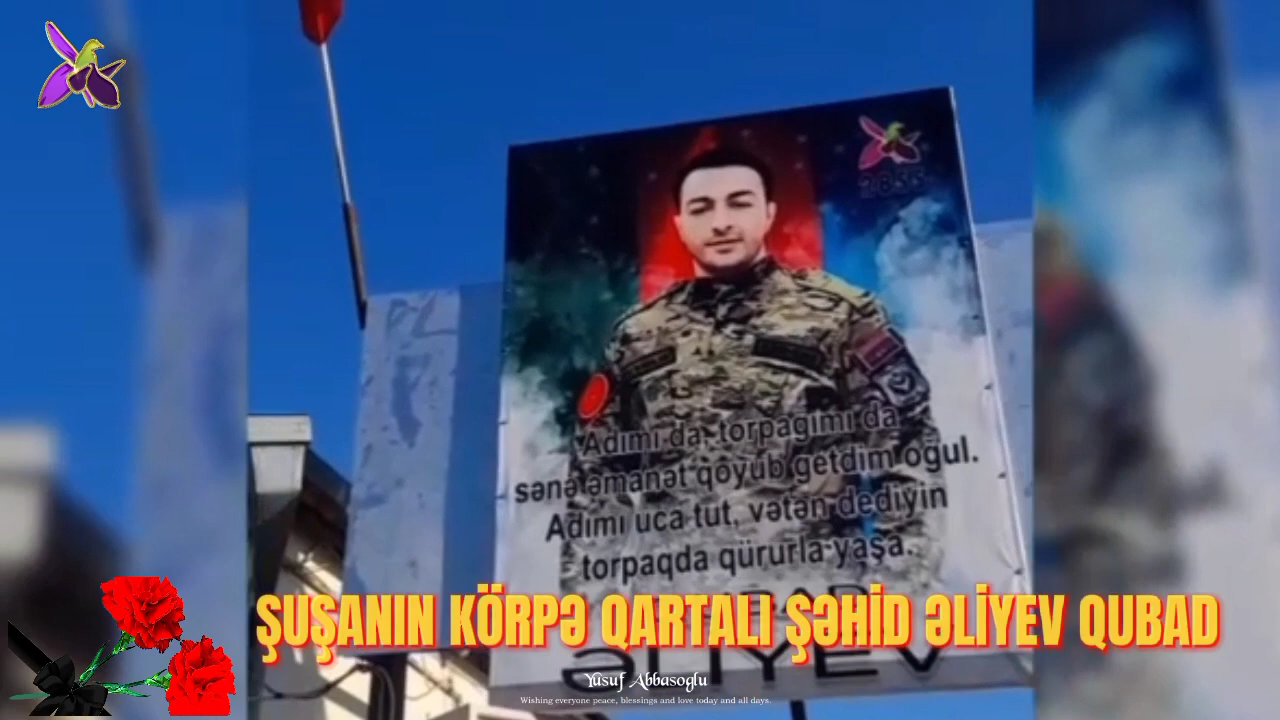 2855
Adımı da, torpağımı da
sənə əmanət qoyub getdim oğul.
Adımı uca tut, vətən dediyin
torpaqda qürurla yaşa.
ŞUŞANIN KÖRPƏ QARTALI ŞƏHİD ƏLİYEV QUBAD
ƏLİYEV
Yusuf Abbasoglu
Wishing everyone peace, blessings and love today and all days.